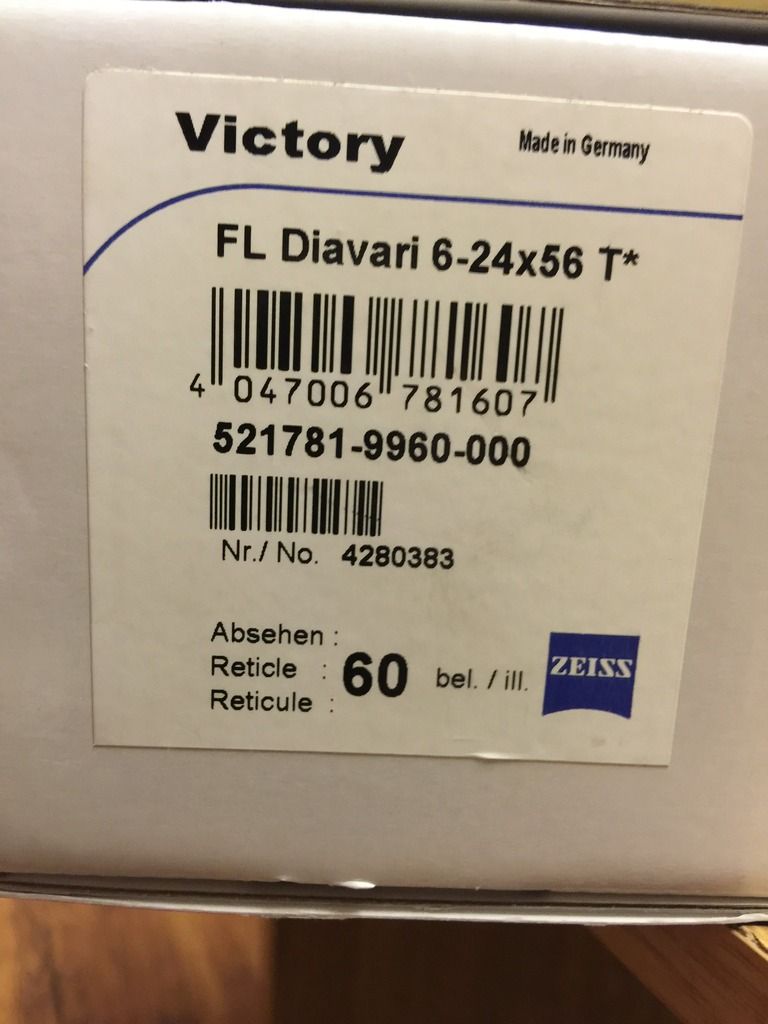 Victory
Made in Germany
FL Diavari 6-24x56 T*
4 047006 781607
521781-9960-000
Nr./ No. 4280383
Absehen :
Reticle : 60 bel. / ill.
Reticule :
ZEISS